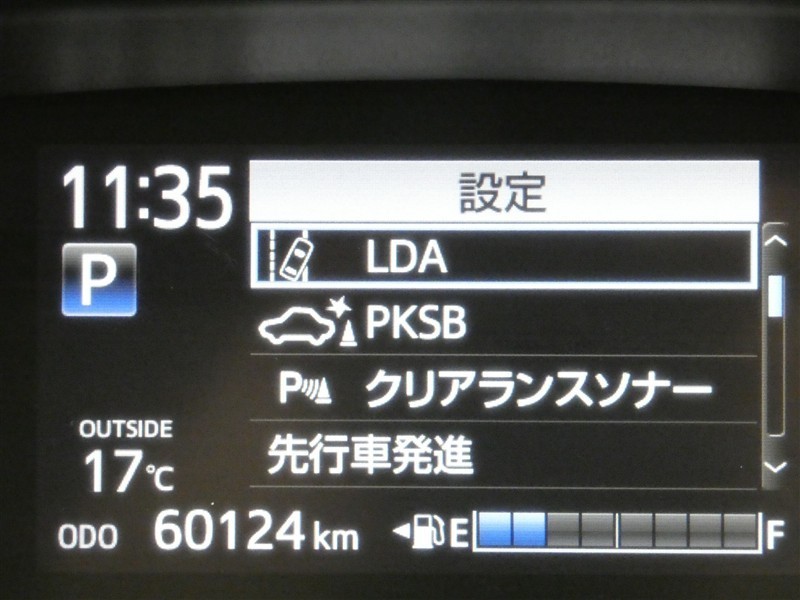 11:35
設定
P
LDA
PKSB
P クリアランスソナー
先行車発進
OUTSIDE
17℃
ODO 60124 km
E F